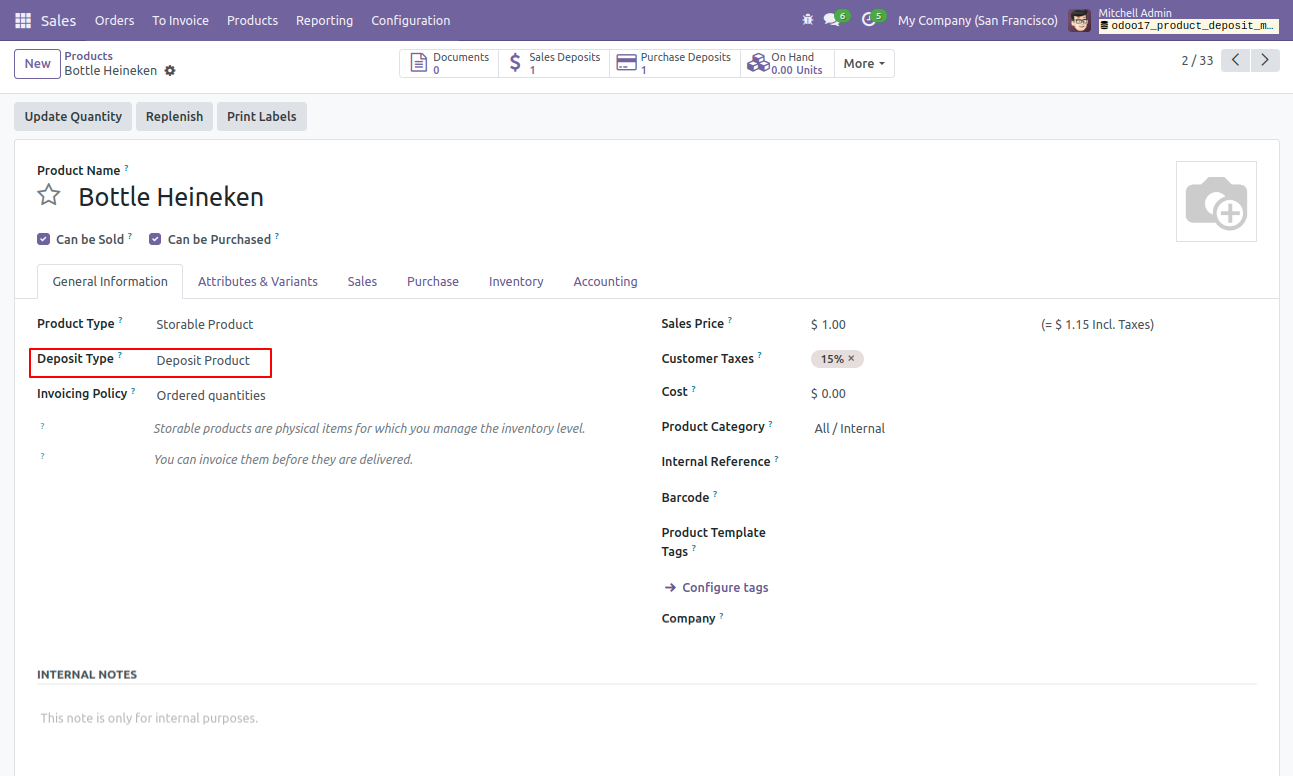 Sales Orders To Invoice Products Reporting Configuration 6 5 My Company (San Francisco) Mitchell Admin
odoo17_product_deposit_m...
New Products
Bottle Heineken
Documents 0
$ Sales Deposits 1
Purchase Deposits 1
On Hand 0.00 Units
More
2 / 33
Update Quantity Replenish Print Labels
Product Name ?
Bottle Heineken
Can be Sold ? Can be Purchased ?
General Information Attributes & Variants Sales Purchase Inventory Accounting
Product Type ? Storable Product
Deposit Type ? Deposit Product
Invoicing Policy ? Ordered quantities
? Storable products are physical items for which you manage the inventory level.
? You can invoice them before they are delivered.
Sales Price ? $ 1.00 (= $ 1.15 Incl. Taxes)
Customer Taxes ? 15% ×
Cost ? $ 0.00
Product Category ? All / Internal
Internal Reference ?
Barcode ?
Product Template
Tags ?
→ Configure tags
Company ?
INTERNAL NOTES
This note is only for internal purposes.